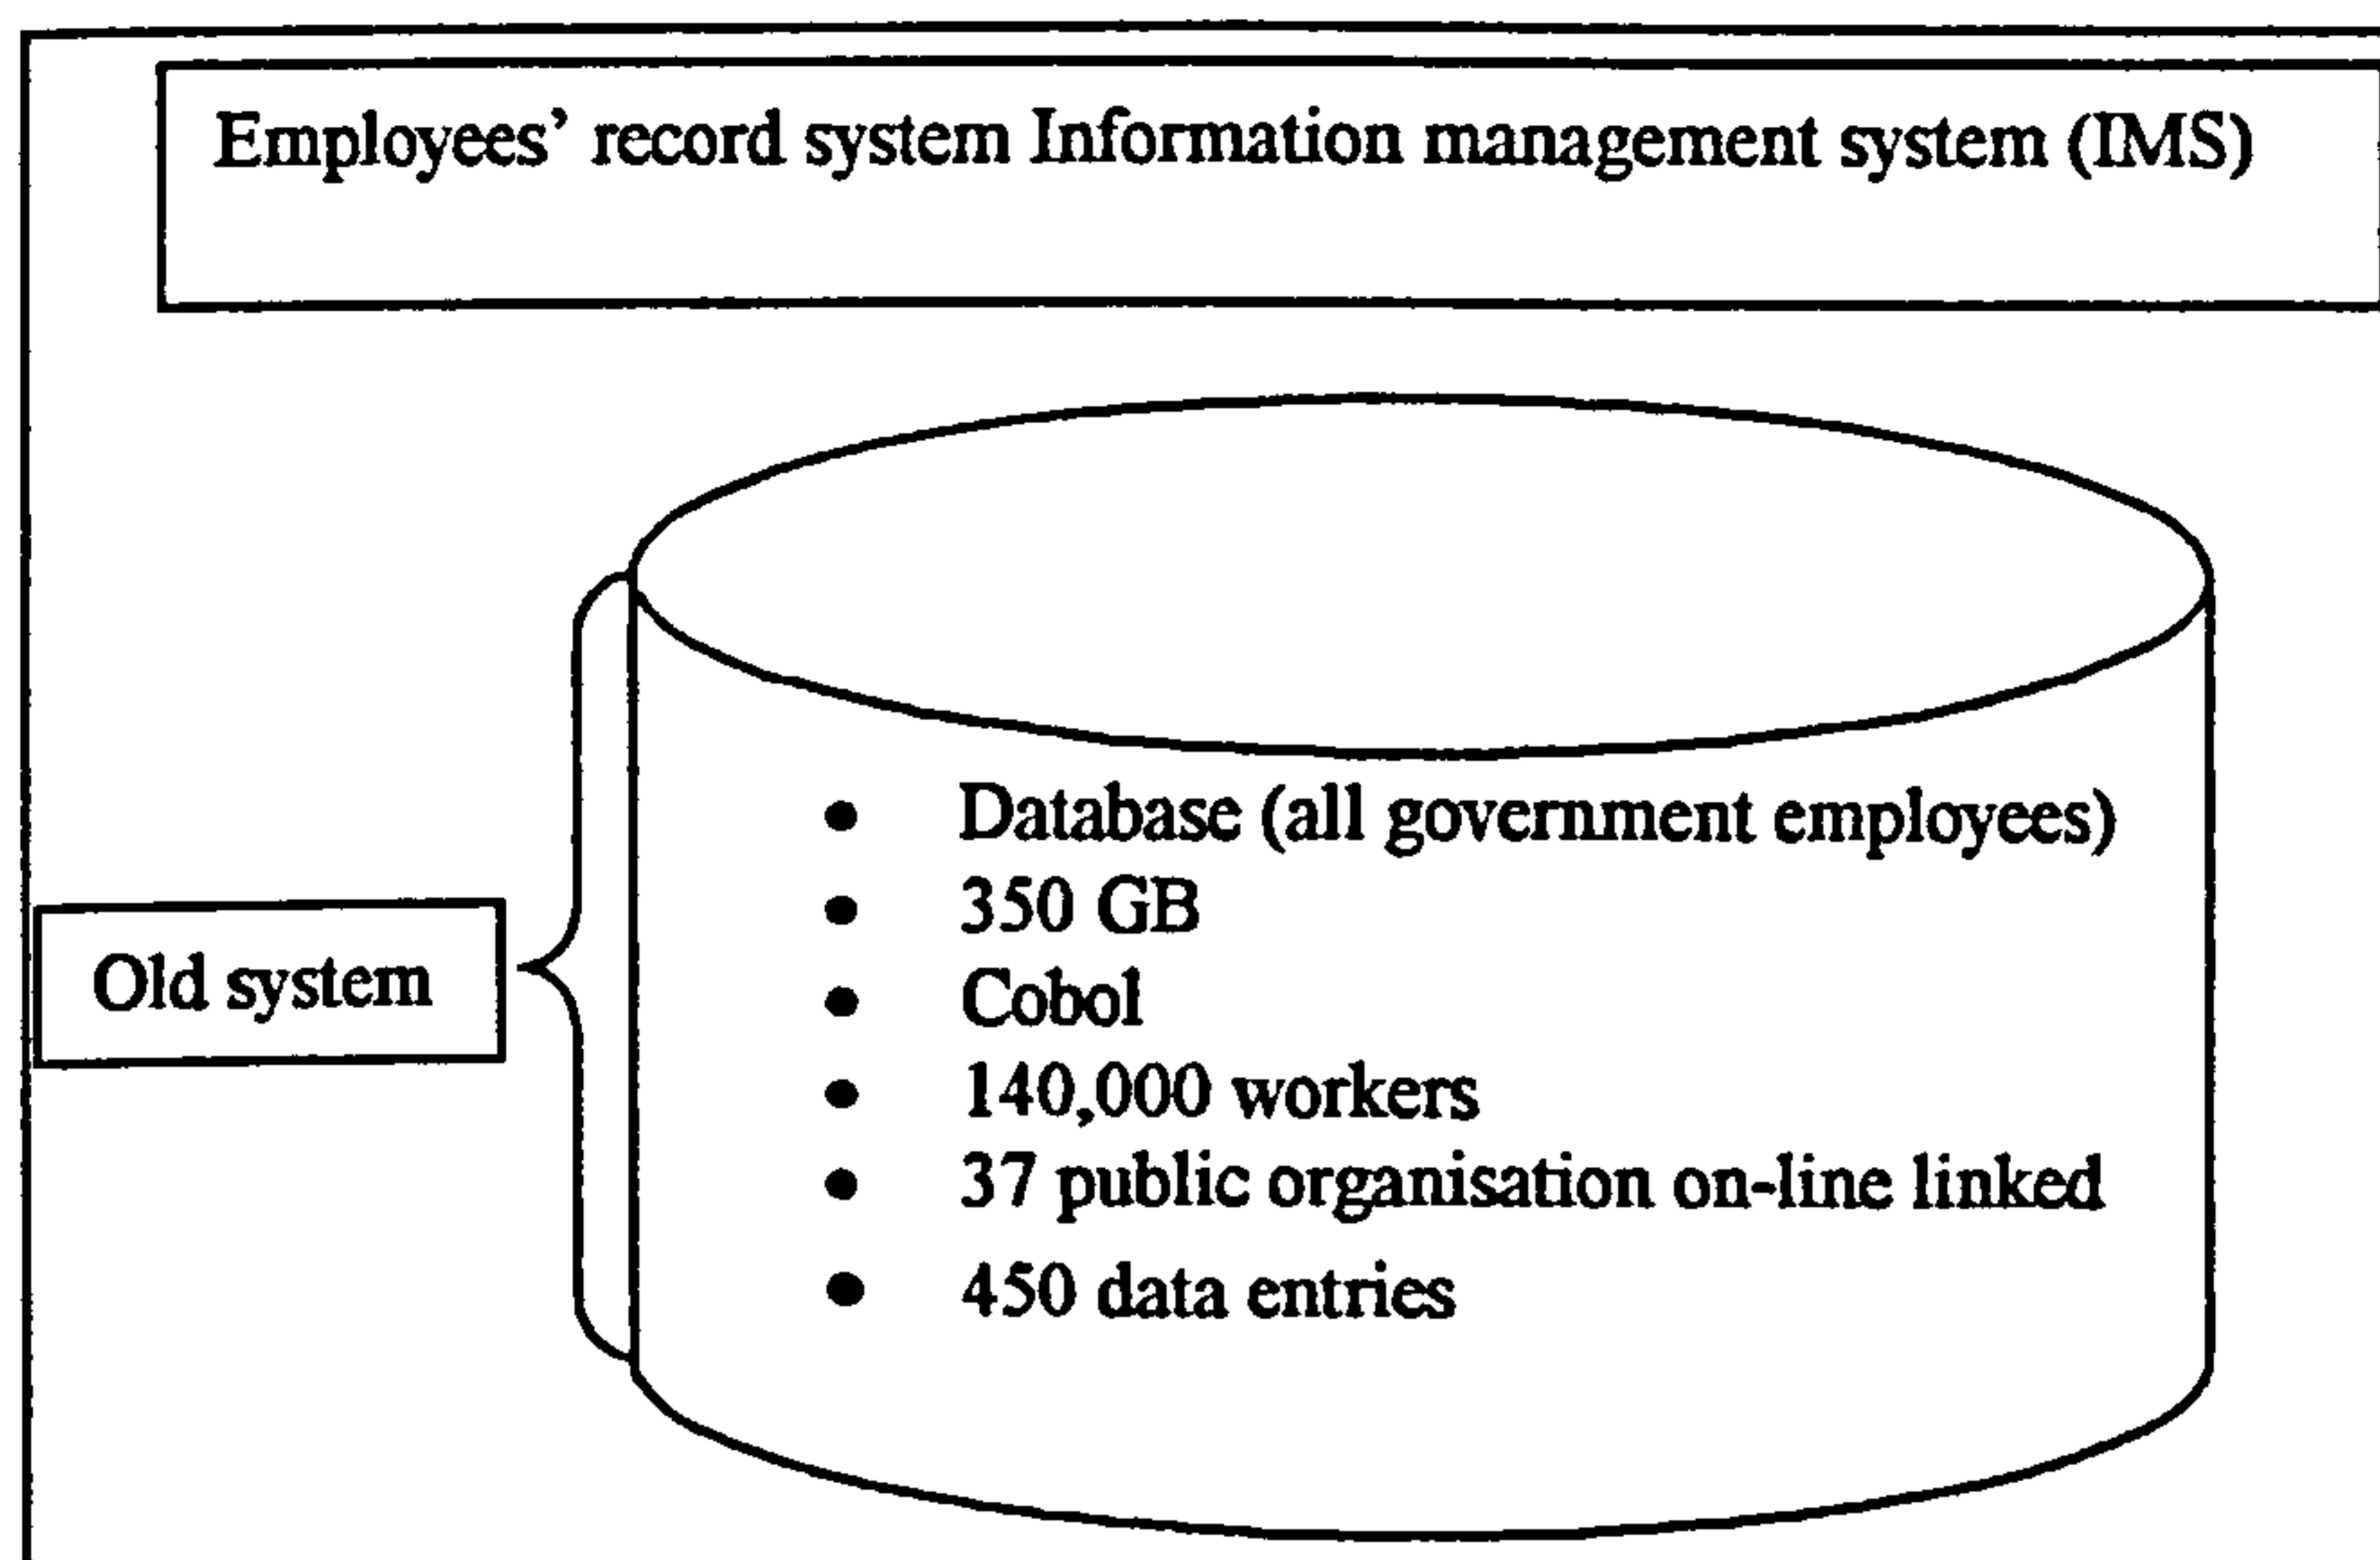 Employees’ record system Information management system (IMS)
• Database (all government employees)
• 350 GB
• Cobol
• 140,000 workers
• 37 public organisation on-line linked
• 450 data entries
Old system